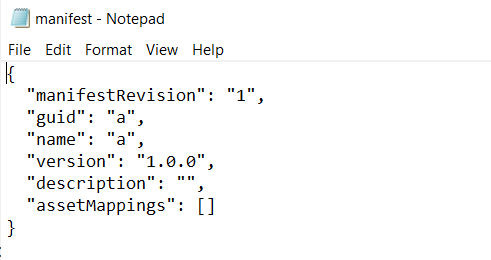 manifest - Notepad
File Edit Format View Help
{
  "manifestRevision": "1",
  "guid": "a",
  "name": "a",
  "version": "1.0.0",
  "description": "",
  "assetMappings": []
}